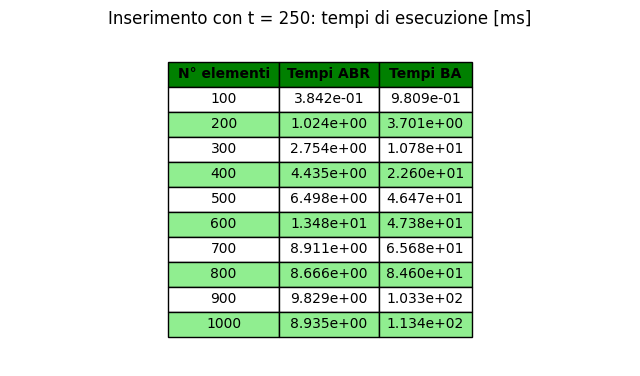 Inserimento con t = 250: tempi di esecuzione [ms]
N° elementi Tempi ABR Tempi BA
100 3.842e-01 9.809e-01
200 1.024e+00 3.701e+00
300 2.754e+00 1.078e+01
400 4.435e+00 2.260e+01
500 6.498e+00 4.647e+01
600 1.348e+01 4.738e+01
700 8.911e+00 6.568e+01
800 8.666e+00 8.460e+01
900 9.829e+00 1.033e+02
1000 8.935e+00 1.134e+02